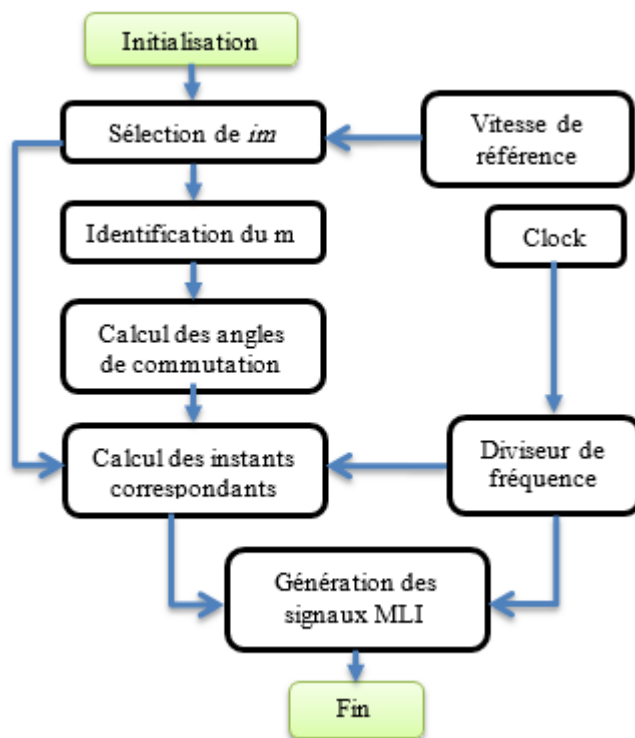 Initialisation
Sélection de im
Vitesse de
référence
Identification du m
Clock
Calcul des angles
de commutation
Calcul des instants
correspondants
Diviseur de
fréquence
Génération des
signaux MLI
Fin